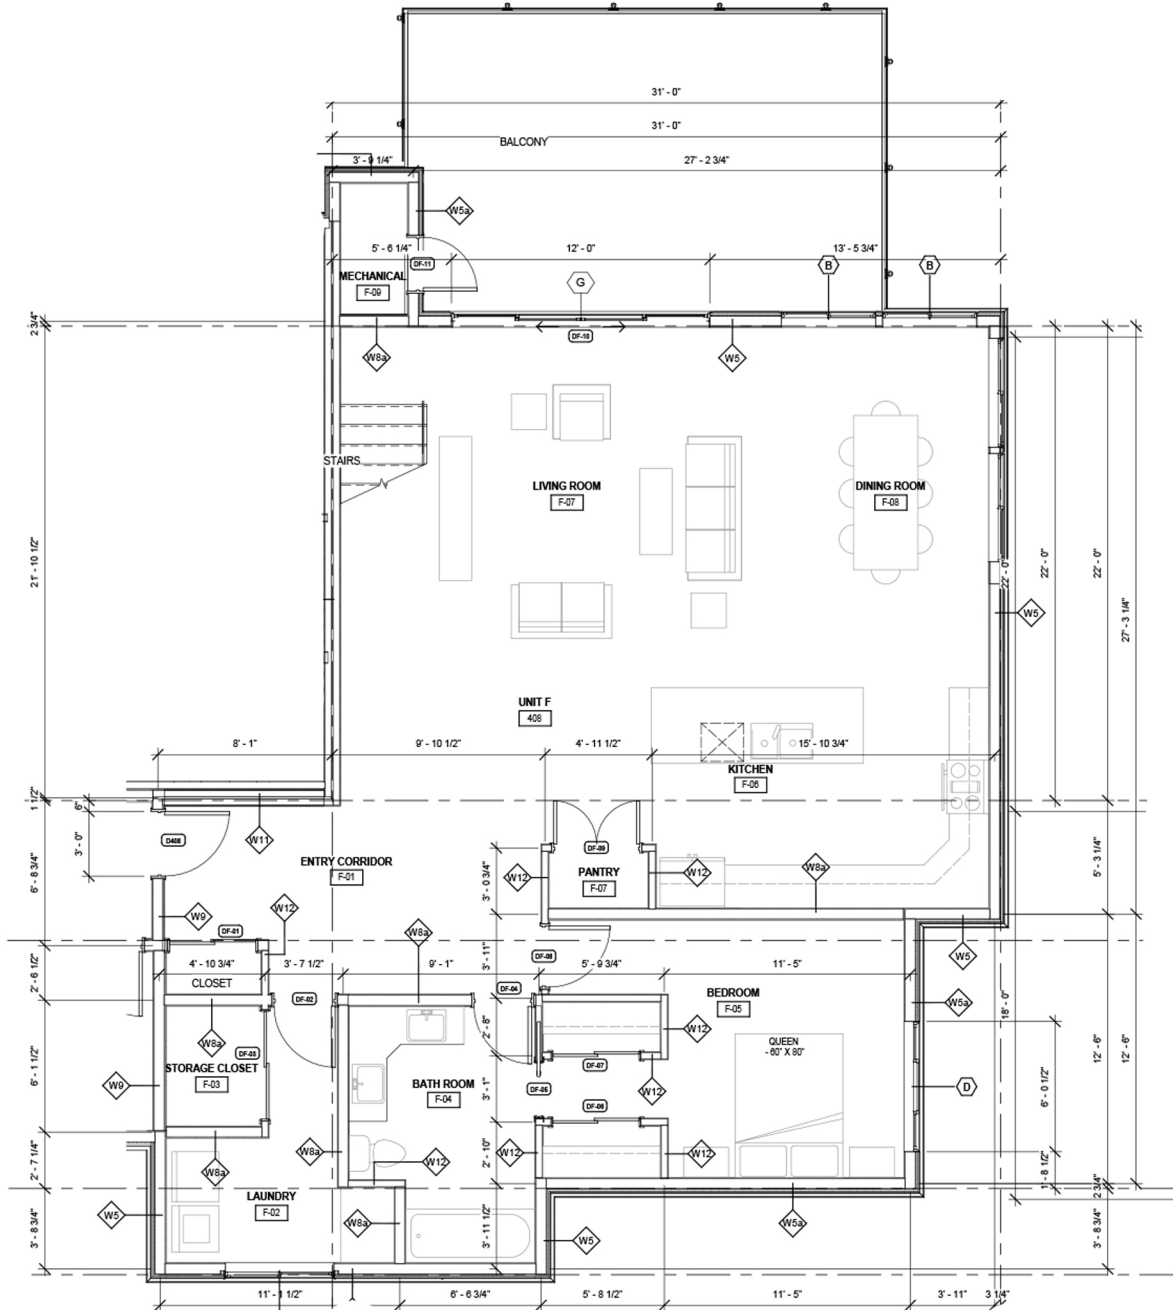 31' - 0"
31' - 0"
BALCONY
3' - 9 1/4"
27' - 2 3/4"
W5a
5' - 6 1/4"
12' - 0"
13' - 5 3/4"
DF-11
B
B
MECHANICAL
F-09
G
2 3/4"
DF-10
W8a
W5
STAIRS
LIVING ROOM
F-07
DINING ROOM
F-08
21' - 10 1/2"
22' - 0"
22' - 0"
22' - 0"
27' - 3 1/4"
W5
UNIT F
408
8' - 1"
9' - 10 1/2"
4' - 11 1/2"
15' - 10 3/4"
KITCHEN
F-06
1 1/2"
6"
3' - 0"
6' - 8 3/4"
D408
W11
DF-09
ENTRY CORRIDOR
F-01
PANTRY
F-07
W12
W12
W8a
3' - 0 3/4"
5' - 3 1/4"
W9
W12
DF-01
W8a
W5
3' - 11"
DF-08
4' - 10 3/4"
3' - 7 1/2"
9' - 1"
5' - 9 3/4"
11' - 5"
CLOSET
2' - 6 1/2"
DF-02
DF-04
BEDROOM
F-05
W5a
18' - 0"
W8a
DF-03
2' - 8"
W12
QUEEN
- 60" X 80"
STORAGE CLOSET
F-03
DF-07
12' - 6"
12' - 6"
6' - 1 1/2"
W9
BATH ROOM
F-04
DF-05
W12
D
6' - 0 1/2"
3' - 1"
DF-06
W8a
W8a
W12
W12
W12
2' - 7 1/4"
2' - 10"
1' - 8 1/2"
2 3/4"
LAUNDRY
F-02
W5
W8a
W5a
W5
3' - 8 3/4"
3' - 11 1/2"
3' - 8 3/4"
11' - 1 1/2"
6' - 6 3/4"
5' - 8 1/2"
11' - 5"
3' - 11"
3 1/4"